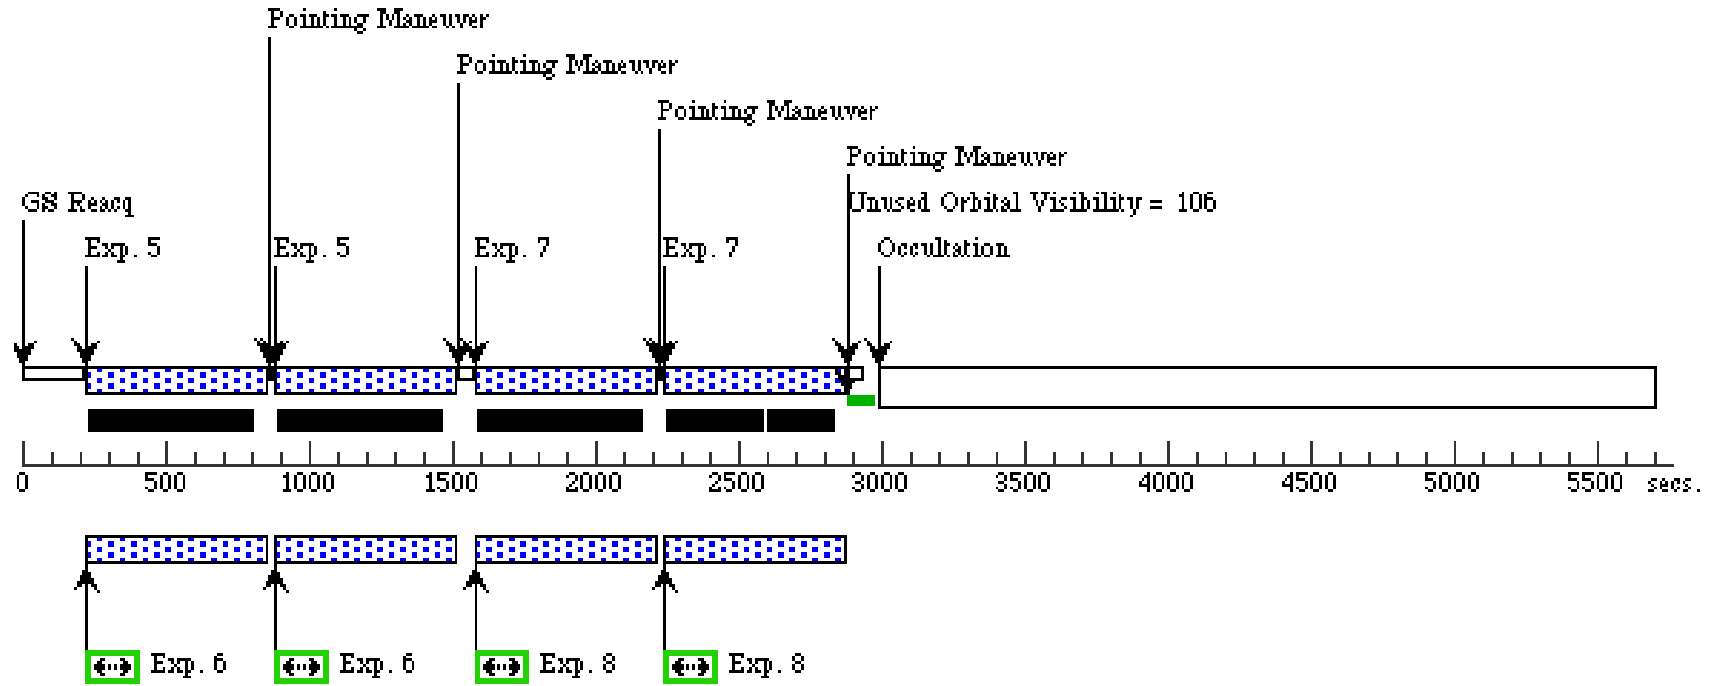 Pointing Maneuver
Pointing Maneuver
Pointing Maneuver
Pointing Maneuver
GS Reacq
Unused Orbital Visibility = 106
Exp. 5
Exp. 5
Exp. 7
Exp. 7
Occultation
0 500 1000 1500 2000 2500 3000 3500 4000 4500 5000 5500 secs.
Exp. 6
Exp. 6
Exp. 8
Exp. 8